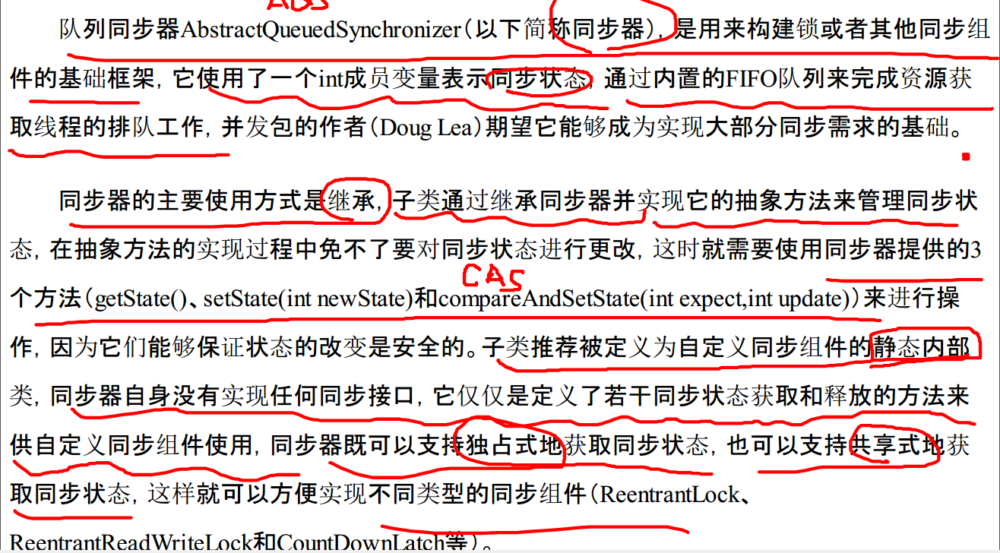 AQS
队列同步器AbstractQueuedSynchronizer（以下简称同步器），是用来构建锁或者其他同步组
件的基础框架，它使用了一个int成员变量表示同步状态，通过内置的FIFO队列来完成资源获
取线程的排队工作，并发包的作者（Doug Lea）期望它能够成为实现大部分同步需求的基础。
同步器的主要使用方式是继承，子类通过继承同步器并实现它的抽象方法来管理同步状
态，在抽象方法的实现过程中免不了要对同步状态进行更改，这时就需要使用同步器提供的3
CAS
个方法（getState()、setState(int newState)和compareAndSetState(int expect,int update)）来进行操
作，因为它们能够保证状态的改变是安全的。子类推荐被定义为自定义同步组件的静态内部
类，同步器自身没有实现任何同步接口，它仅仅是定义了若干同步状态获取和释放的方法来
供自定义同步组件使用，同步器既可以支持独占式地获取同步状态，也可以支持共享式地获
取同步状态，这样就可以方便实现不同类型的同步组件（ReentrantLock、
ReentrantReadWriteLock和CountDownLatch等）。